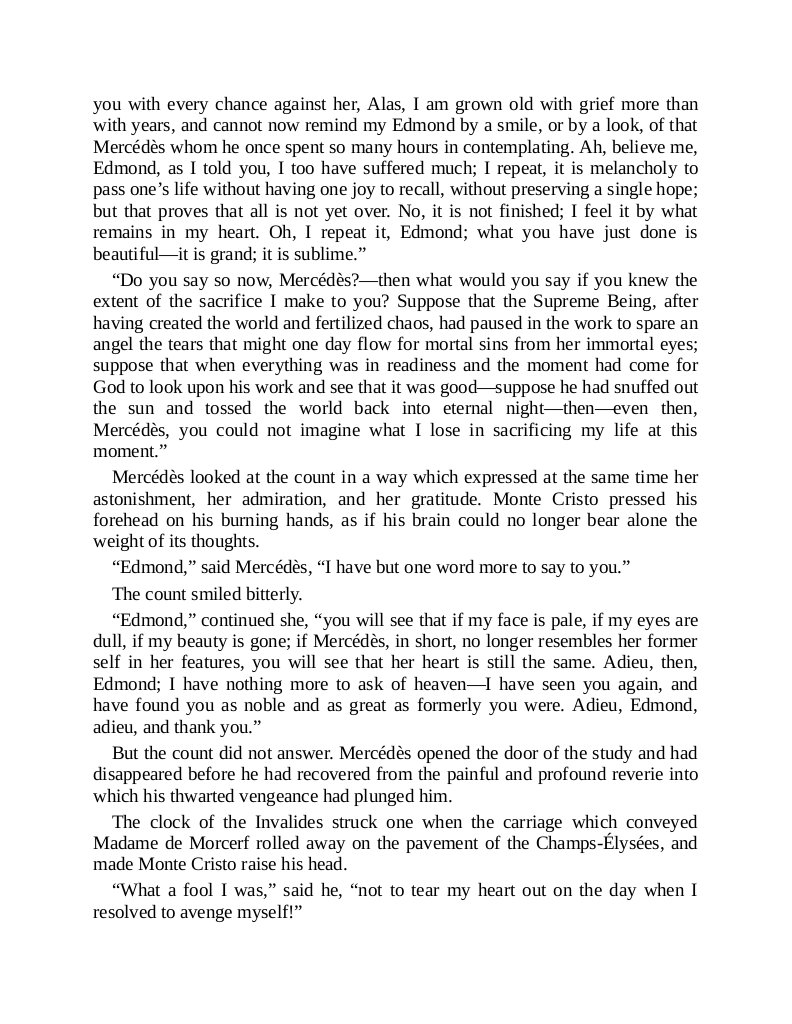 you with every chance against her, Alas, I am grown old with grief more than
with years, and cannot now remind my Edmond by a smile, or by a look, of that
Mercédès whom he once spent so many hours in contemplating. Ah, believe me,
Edmond, as I told you, I too have suffered much; I repeat, it is melancholy to
pass one’s life without having one joy to recall, without preserving a single hope;
but that proves that all is not yet over. No, it is not finished; I feel it by what
remains in my heart. Oh, I repeat it, Edmond; what you have just done is
beautiful—it is grand; it is sublime.”
“Do you say so now, Mercédès?—then what would you say if you knew the
extent of the sacrifice I make to you? Suppose that the Supreme Being, after
having created the world and fertilized chaos, had paused in the work to spare an
angel the tears that might one day flow for mortal sins from her immortal eyes;
suppose that when everything was in readiness and the moment had come for
God to look upon his work and see that it was good—suppose he had snuffed out
the sun and tossed the world back into eternal night—then—even then,
Mercédès, you could not imagine what I lose in sacrificing my life at this
moment.”
Mercédès looked at the count in a way which expressed at the same time her
astonishment, her admiration, and her gratitude. Monte Cristo pressed his
forehead on his burning hands, as if his brain could no longer bear alone the
weight of its thoughts.
“Edmond,” said Mercédès, “I have but one word more to say to you.”
The count smiled bitterly.
“Edmond,” continued she, “you will see that if my face is pale, if my eyes are
dull, if my beauty is gone; if Mercédès, in short, no longer resembles her former
self in her features, you will see that her heart is still the same. Adieu, then,
Edmond; I have nothing more to ask of heaven—I have seen you again, and
have found you as noble and as great as formerly you were. Adieu, Edmond,
adieu, and thank you.”
But the count did not answer. Mercédès opened the door of the study and had
disappeared before he had recovered from the painful and profound reverie into
which his thwarted vengeance had plunged him.
The clock of the Invalides struck one when the carriage which conveyed
Madame de Morcerf rolled away on the pavement of the Champs-Élysées, and
made Monte Cristo raise his head.
“What a fool I was,” said he, “not to tear my heart out on the day when I
resolved to avenge myself!”